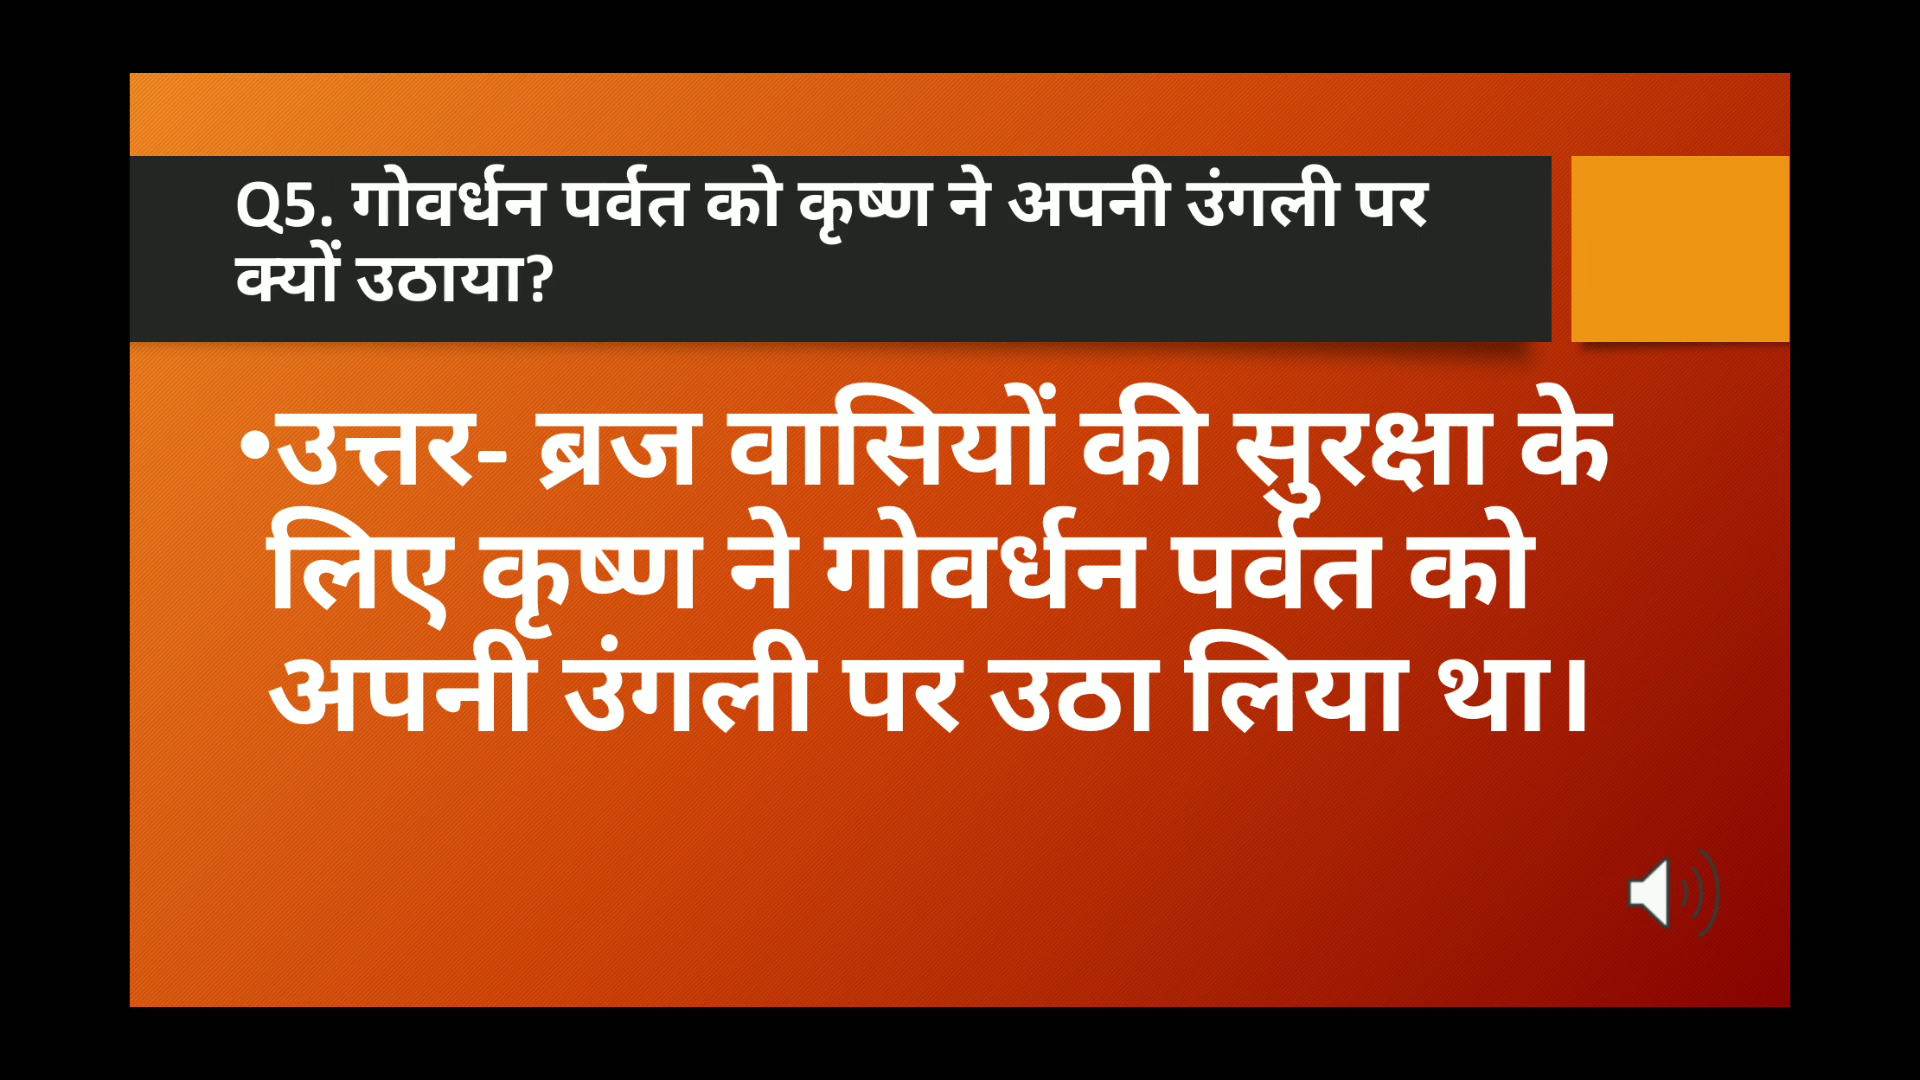 Q5. गोवर्धन पर्वत को कृष्ण ने अपनी उंगली पर
क्यों उठाया?
•उत्तर- ब्रज वासियों की सुरक्षा के
लिए कृष्ण ने गोवर्धन पर्वत को
अपनी उंगली पर उठा लिया था।